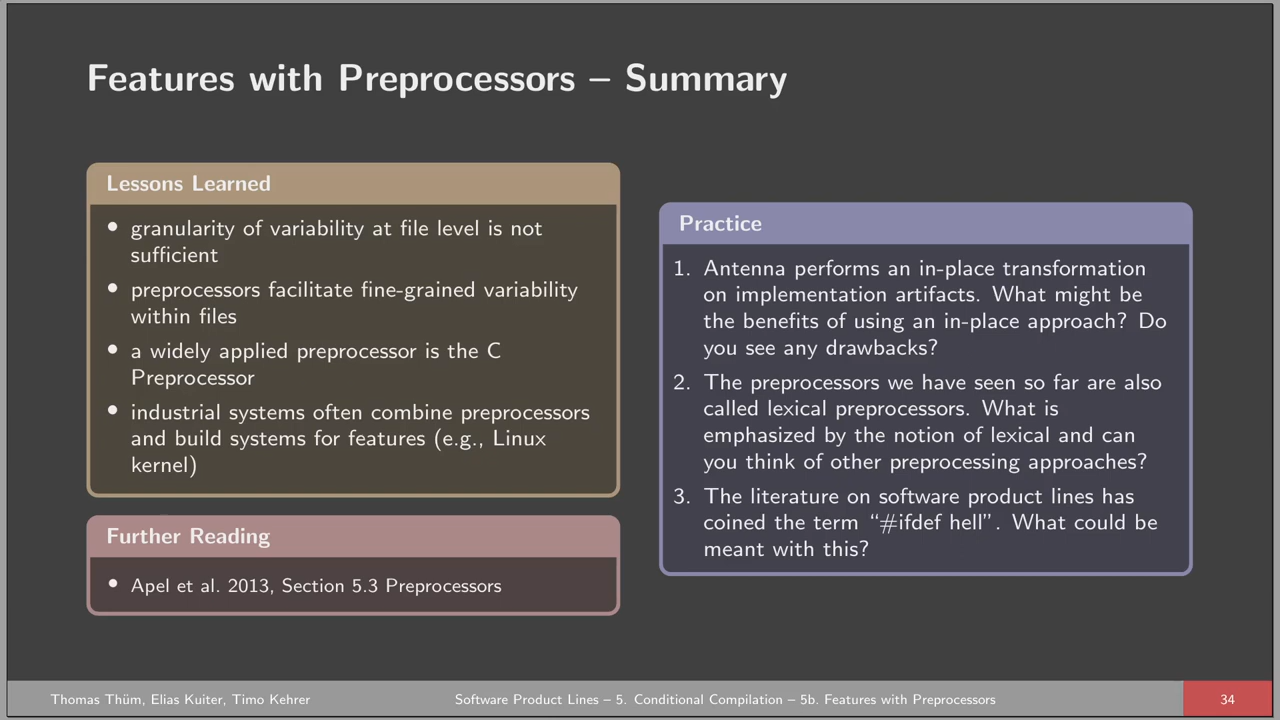 Features with Preprocessors – Summary
Lessons Learned
• granularity of variability at file level is not
sufficient
• preprocessors facilitate fine-grained variability
within files
• a widely applied preprocessor is the C
Preprocessor
• industrial systems often combine preprocessors
and build systems for features (e.g., Linux
kernel)
Further Reading
• Apel et al. 2013, Section 5.3 Preprocessors
Practice
1. Antenna performs an in-place transformation
on implementation artifacts. What might be
the benefits of using an in-place approach? Do
you see any drawbacks?
2. The preprocessors we have seen so far are also
called lexical preprocessors. What is
emphasized by the notion of lexical and can
you think of other preprocessing approaches?
3. The literature on software product lines has
coined the term “#ifdef hell”. What could be
meant with this?
Thomas Thüm, Elias Kuiter, Timo Kehrer
Software Product Lines – 5. Conditional Compilation – 5b. Features with Preprocessors
34